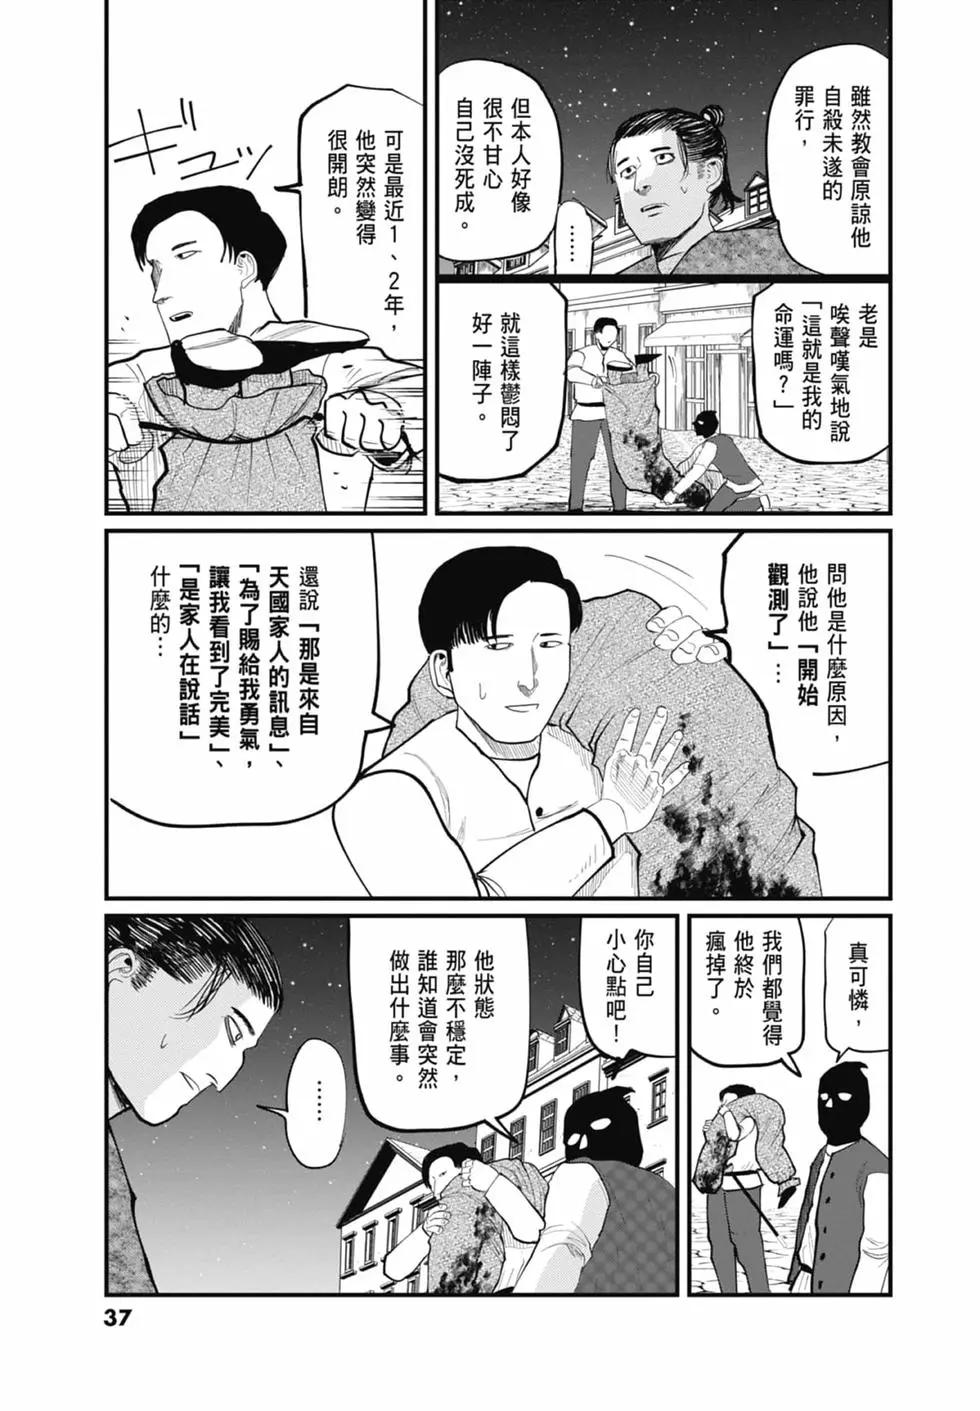 雖然教會原諒他
自殺未遂的
罪行，
但本人好像
很不甘心
自己沒死成。
……
老是
唉聲嘆氣地說
「這就是我的
命運嗎？」
就這樣鬱悶了
好一陣子。
可是最近1、2年，
他突然變得
很開朗。
ギュッ
問他是什麼原因，
他說他「開始
觀測了」…
還說「那是來自
天國家人的訊息」、
「為了賜給我勇氣，
讓我看到了完美」、
「是家人在說話」
什麼的…
真可憐，
我們都覺得
他終於
瘋掉了。
你自己
小心點吧！
他狀態
那麼不穩定，
誰知道會突然
做出什麼事。
……
37